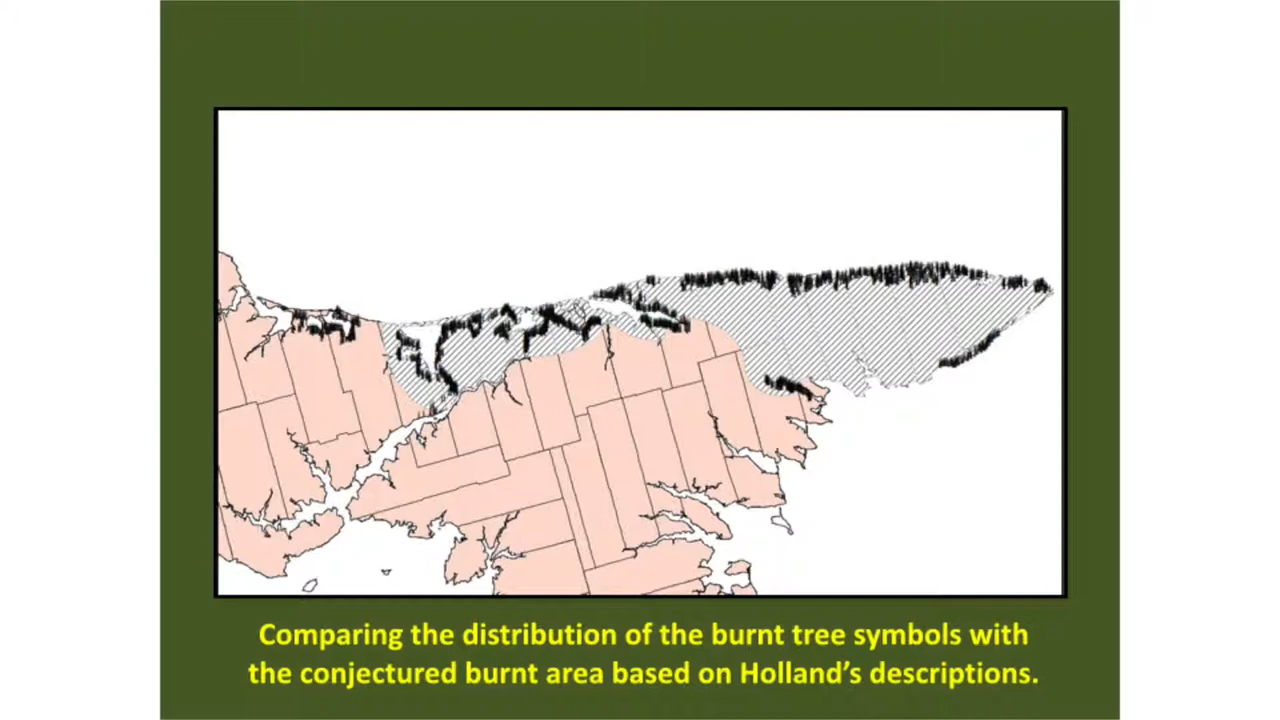 Comparing the distribution of the burnt tree symbols with
the conjectured burnt area based on Holland’s descriptions.